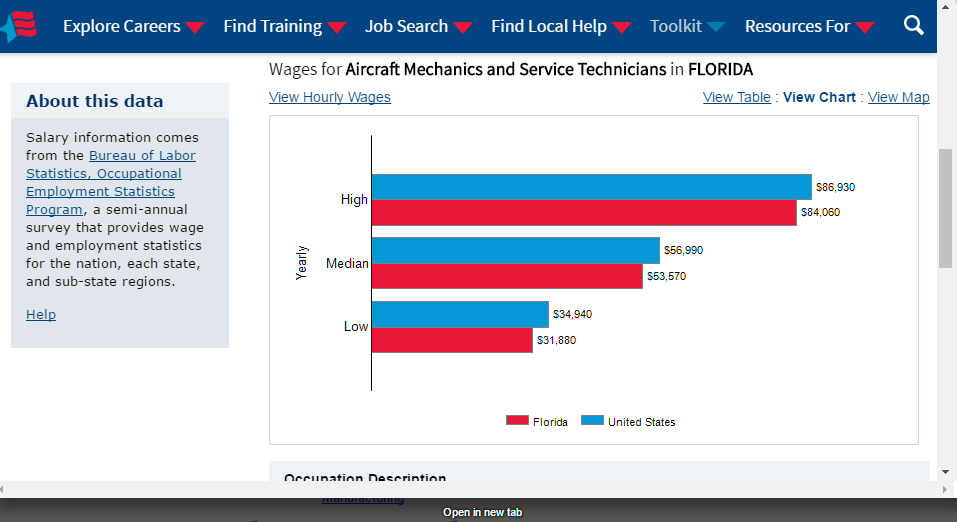 Explore Careers Find Training Job Search Find Local Help Toolkit Resources For
Wages for Aircraft Mechanics and Service Technicians in FLORIDA
View Hourly Wages View Table : View Chart : View Map
About this data
Salary information comes
from the Bureau of Labor
Statistics, Occupational
Employment Statistics
Program, a semi-annual
survey that provides wage
and employment statistics
for the nation, each state,
and sub-state regions.
Help
Yearly
High
$86,930
$84,060
Median
$56,990
$53,570
Low
$34,940
$31,880
Florida United States
Occupation Description
Manufacturing
Open in new tab